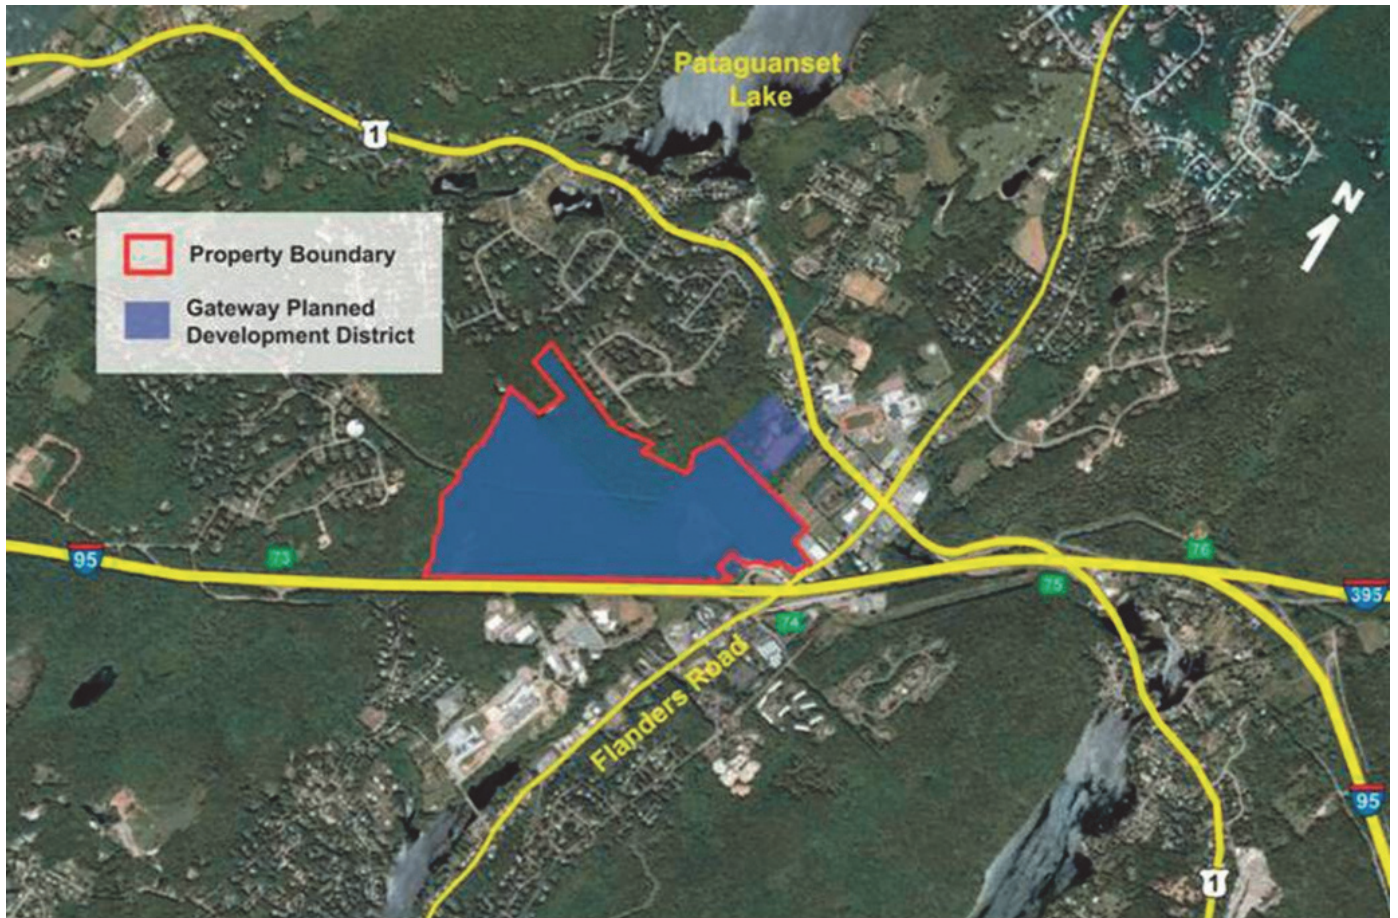 Pataguanset
Lake
1
N
Property Boundary
Gateway Planned
Development District
95
73
76
75
395
74
Flanders Road
95
1